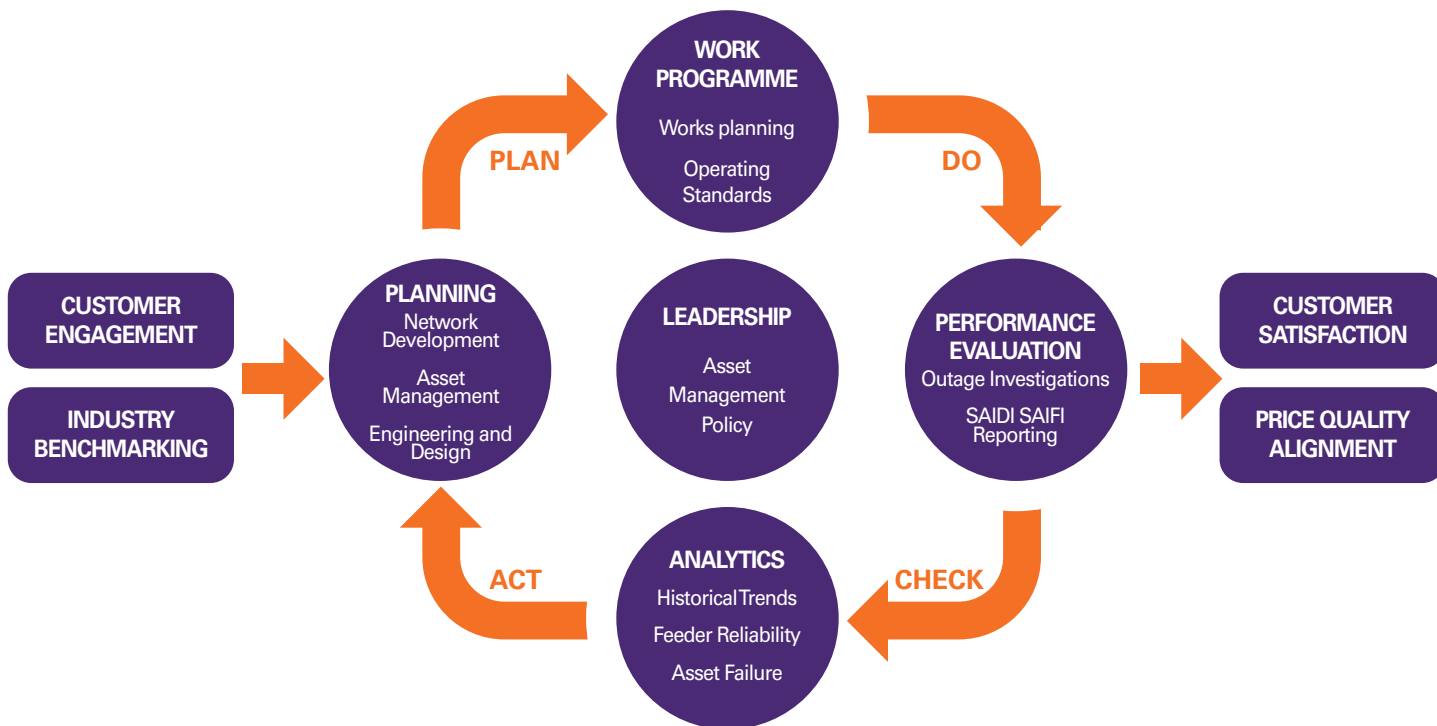 WORK
PROGRAMME
Works planning
Operating
Standards
PLAN
DO
CUSTOMER
ENGAGEMENT
INDUSTRY
BENCHMARKING
PLANNING
Network
Development
Asset
Management
Engineering and
Design
LEADERSHIP
Asset
Management
Policy
PERFORMANCE
EVALUATION
Outage Investigations
SAIDI SAIFI
Reporting
CUSTOMER
SATISFACTION
PRICE QUALITY
ALIGNMENT
ACT
CHECK
ANALYTICS
Historical Trends
Feeder Reliability
Asset Failure